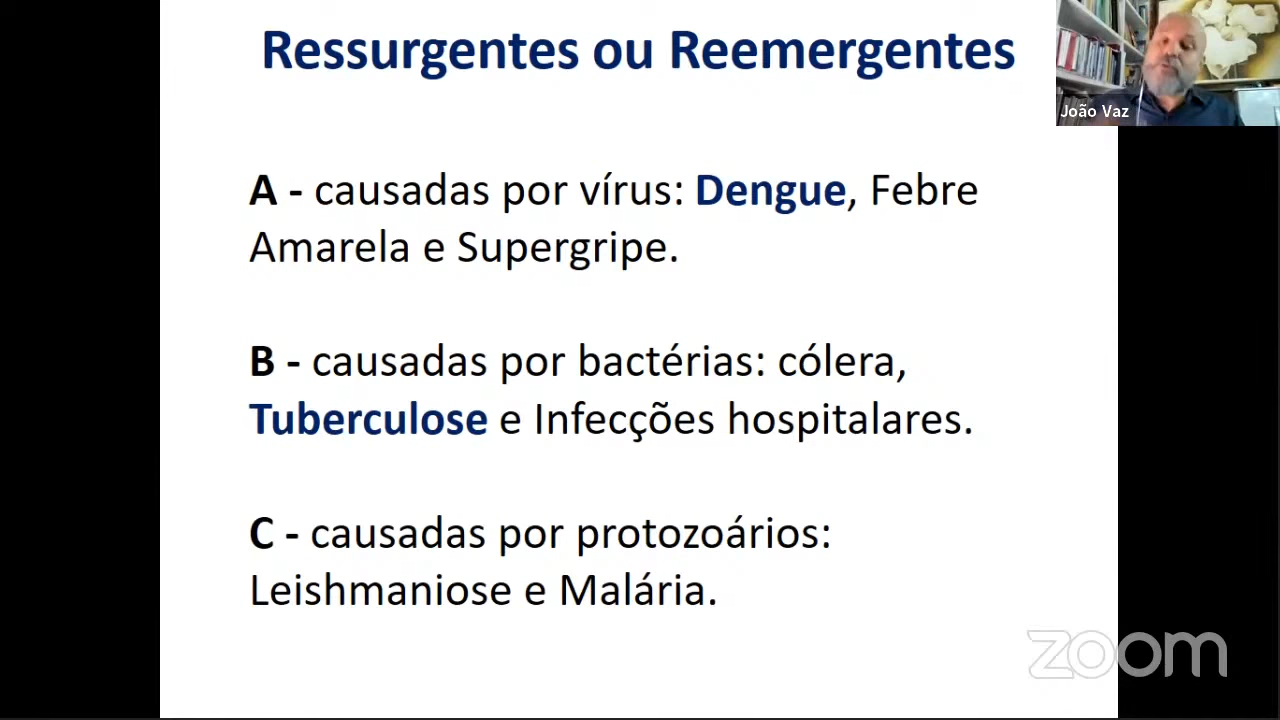 Ressurgentes ou Reemergentes
João Vaz
A - causadas por vírus: Dengue, Febre
Amarela e Supergripe.
B - causadas por bactérias: cólera,
Tuberculose e Infecções hospitalares.
C - causadas por protozoários:
Leishmaniose e Malária.
zoom